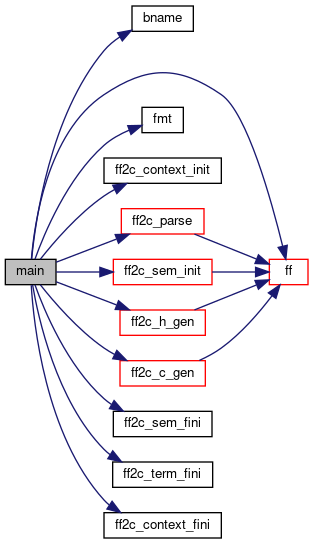 bname
fmt
ff2c_context_init
ff2c_parse
main
ff2c_sem_init
ff
ff2c_h_gen
ff2c_c_gen
ff2c_sem_fini
ff2c_term_fini
ff2c_context_fini